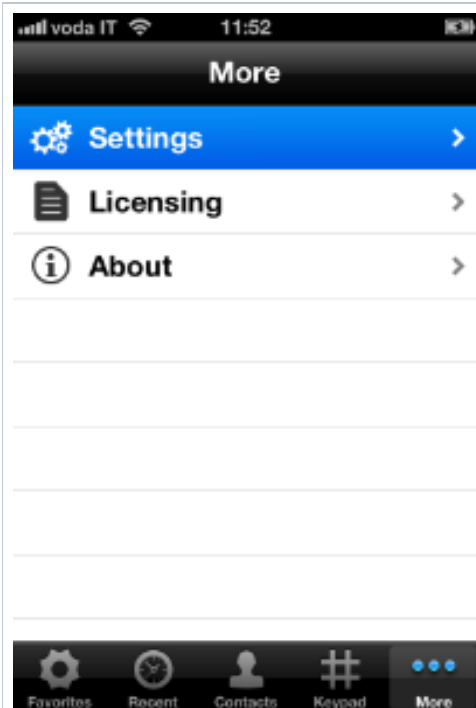 voda IT 11:52
More
Settings
Licensing
About
Favorites Recent Contacts Keypad More